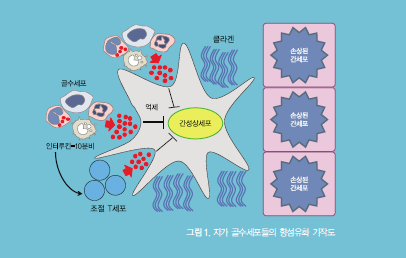 콜라겐
골수세포
억제
간성상세포
인터루킨-10분비
조절 T세포
손상된
간세포
손상된
간세포
손상된
간세포
그림 1. 자가 골수세포들의 항섬유화 기작도